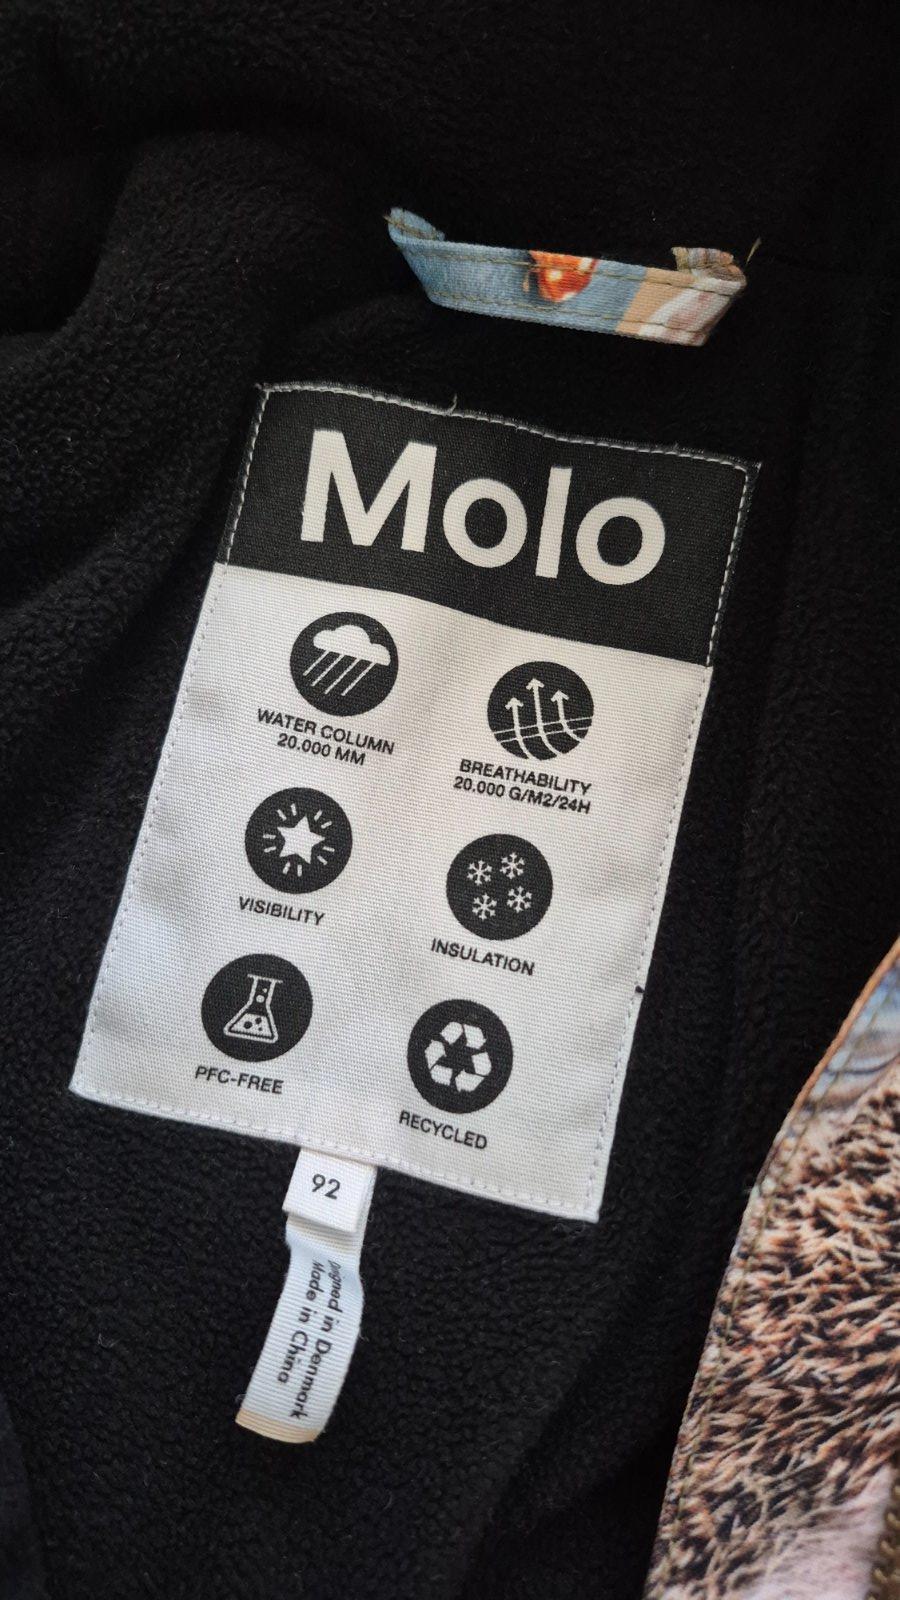 Molo
WATER COLUMN
20.000 MM
BREATHABILITY
20.000 G/M2/24H
VISIBILITY
INSULATION
PFC-FREE
RECYCLED
92
in Denmark
Made in China